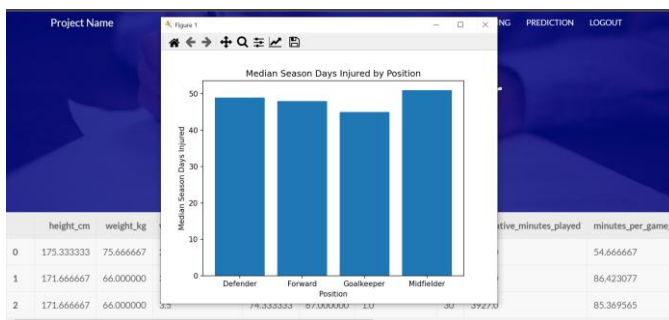 Project Name
Figure 1
NG PREDICTION LOGOUT
Median Season Days Injured by Position
50
40
30
20
10
0
Median Season Days Injured
Defender Forward Goalkeeper Midfielder
Position
height_cm weight_kg ative_minutes_played minutes_per_game_
0 175.333333 75.666667 54.666667
1 171.666667 66.000000 86.423077
2 171.666667 66.000000 3.5 74.333333 67.000000 1.0 30 3927.0 85.369565